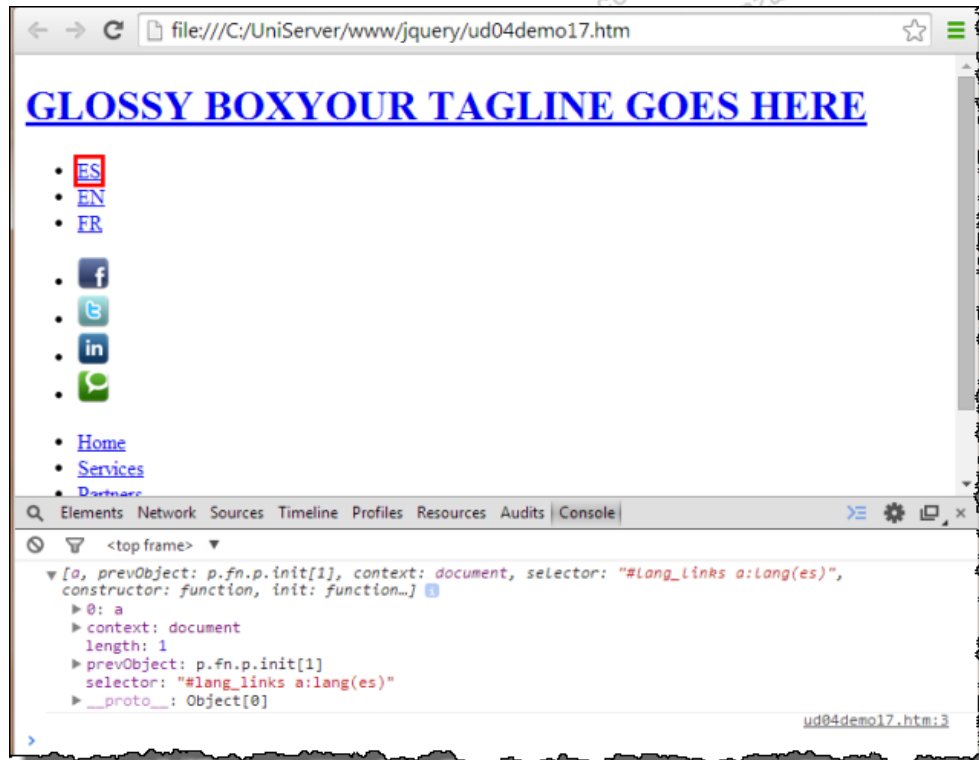 file:///C:/UniServer/www/jquery/ud04demo17.htm
GLOSSY BOXYOUR TAGLINE GOES HERE
ES
EN
FR
in
Home
Services
Partners
Elements Network Sources Timeline Profiles Resources Audits Console
<top frame> ▼
▼ [a, prevObject: p.fn.p.init[1], context: document, selector: "#lang_links a:lang(es)",
constructor: function, init: function…]
▶ 0: a
▶ context: document
length: 1
▶ prevObject: p.fn.p.init[1]
selector: "#lang_links a:lang(es)"
▶ __proto__: Object[0]
ud04demo17.htm:3
>